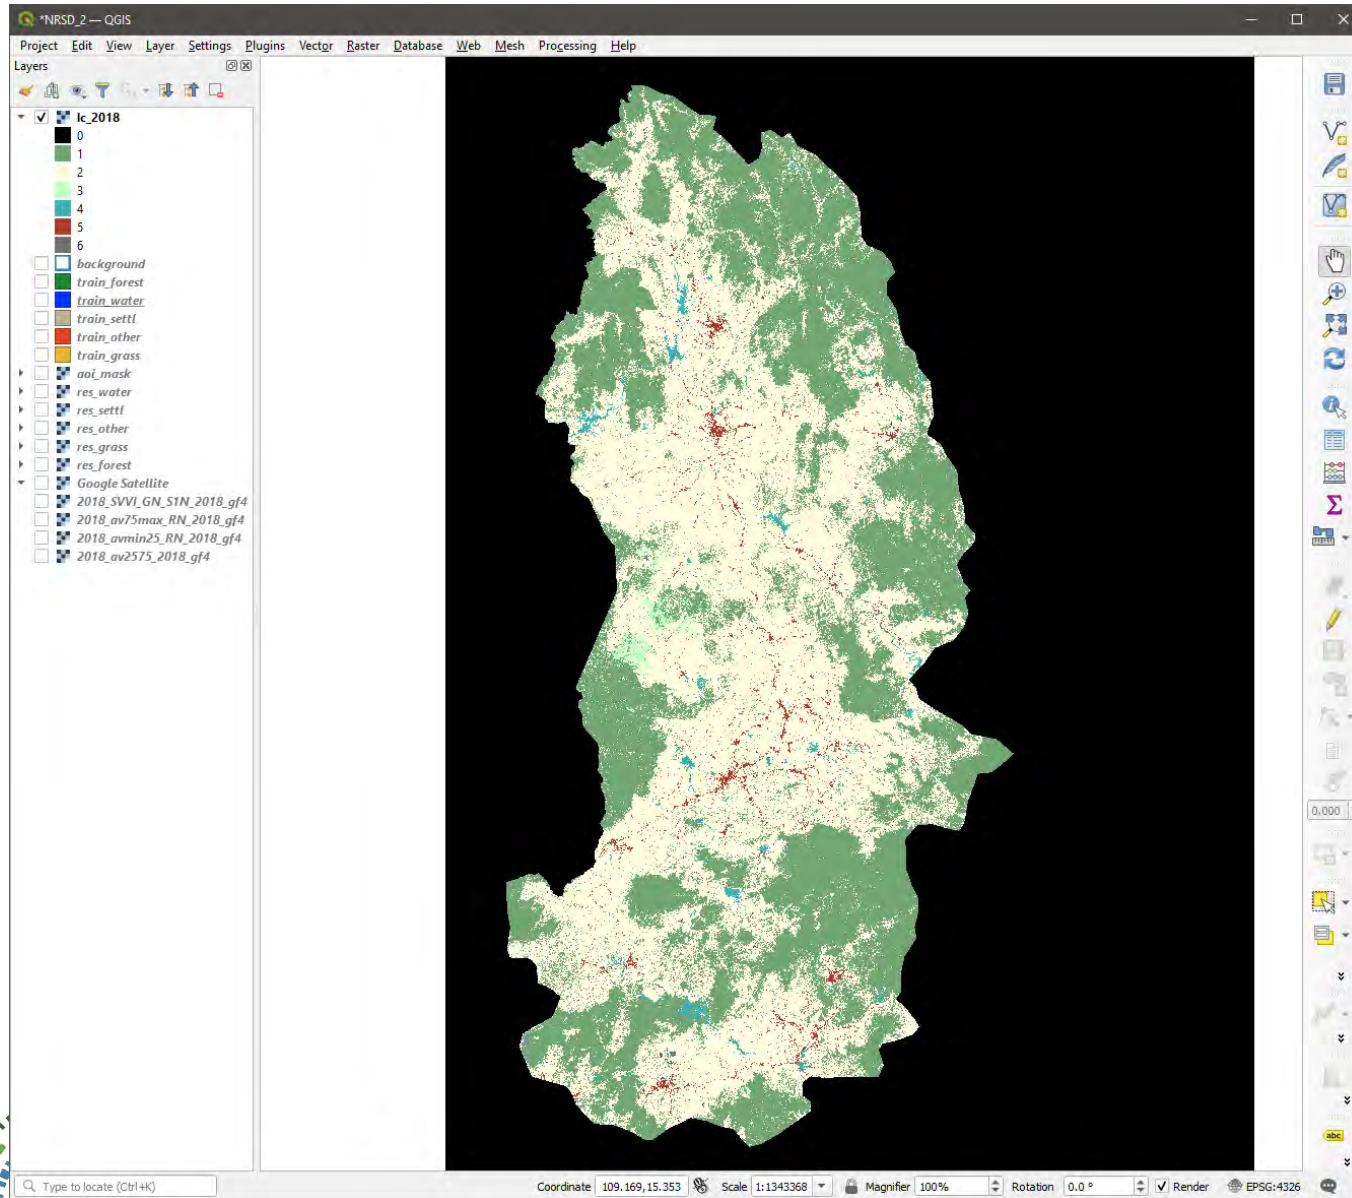 *NRSD_2 — QGIS
Project Edit View Layer Settings Plugins Vector Raster Database Web Mesh Processing Help
Layers
lc_2018
0
1
2
3
4
5
6
background
train_forest
train_water
train_settl
train_other
train_grass
aoi_mask
res_water
res_settl
res_other
res_grass
res_forest
Google Satellite
2018_SVVI_GN_S1N_2018_gf4
2018_av75max_RN_2018_gf4
2018_avmin25_RN_2018_gf4
2018_av2575_2018_gf4
0,000
abc
Type to locate (Ctrl+K) Coordinate 109.169,15.353 Scale 1:1343368 Magnifier 100% Rotation 0.0 ° Render EPSG:4326